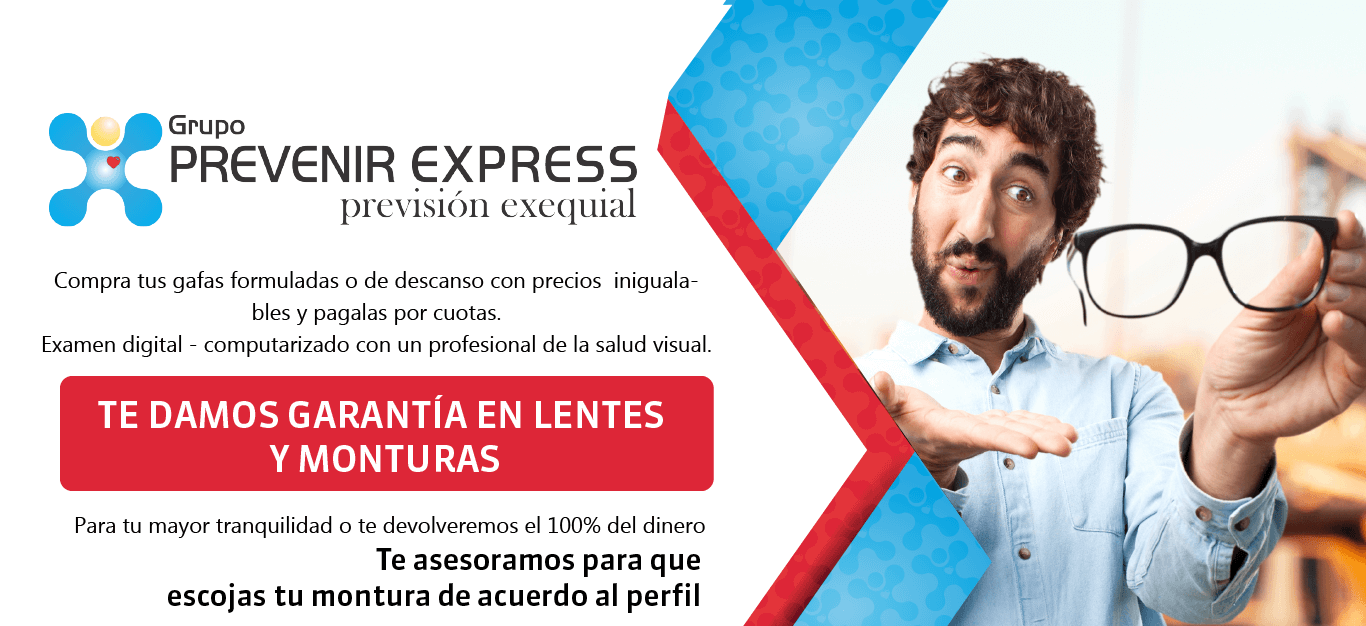 Grupo
PREVENIR EXPRESS
previsión exequial
Compra tus gafas formuladas o de descanso con precios  iniguala-
bles y pagalas por cuotas.
Examen digital - computarizado con un profesional de la salud visual.
TE DAMOS GARANTÍA EN LENTES
Y MONTURAS
Para tu mayor tranquilidad o te devolveremos el 100% del dinero
Te asesoramos para que
escojas tu montura de acuerdo al perfil